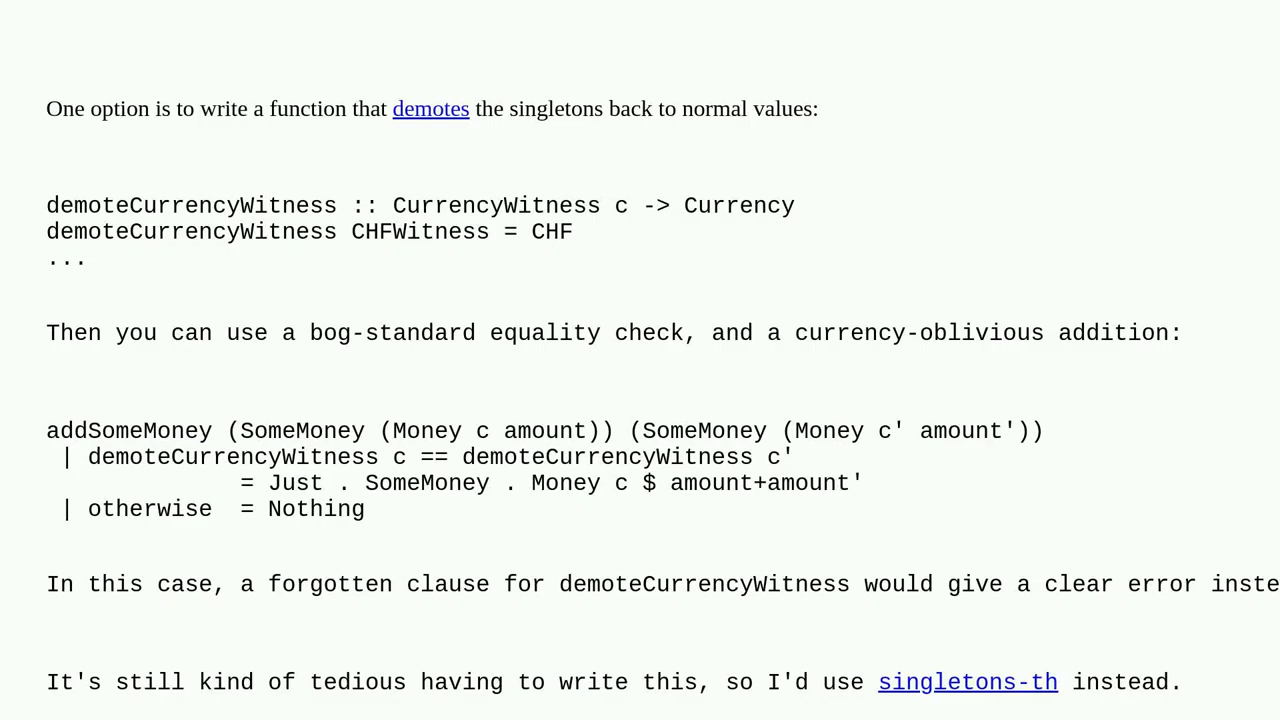 One option is to write a function that demotes the singletons back to normal values:
demoteCurrencyWitness :: CurrencyWitness c -> Currency
demoteCurrencyWitness CHFWitness = CHF
...
Then you can use a bog-standard equality check, and a currency-oblivious addition:
addSomeMoney (SomeMoney (Money c amount)) (SomeMoney (Money c' amount'))
 | demoteCurrencyWitness c == demoteCurrencyWitness c'
              = Just . SomeMoney . Money c $ amount+amount'
 | otherwise  = Nothing
In this case, a forgotten clause for demoteCurrencyWitness would give a clear error inste
It's still kind of tedious having to write this, so I'd use singletons-th instead.